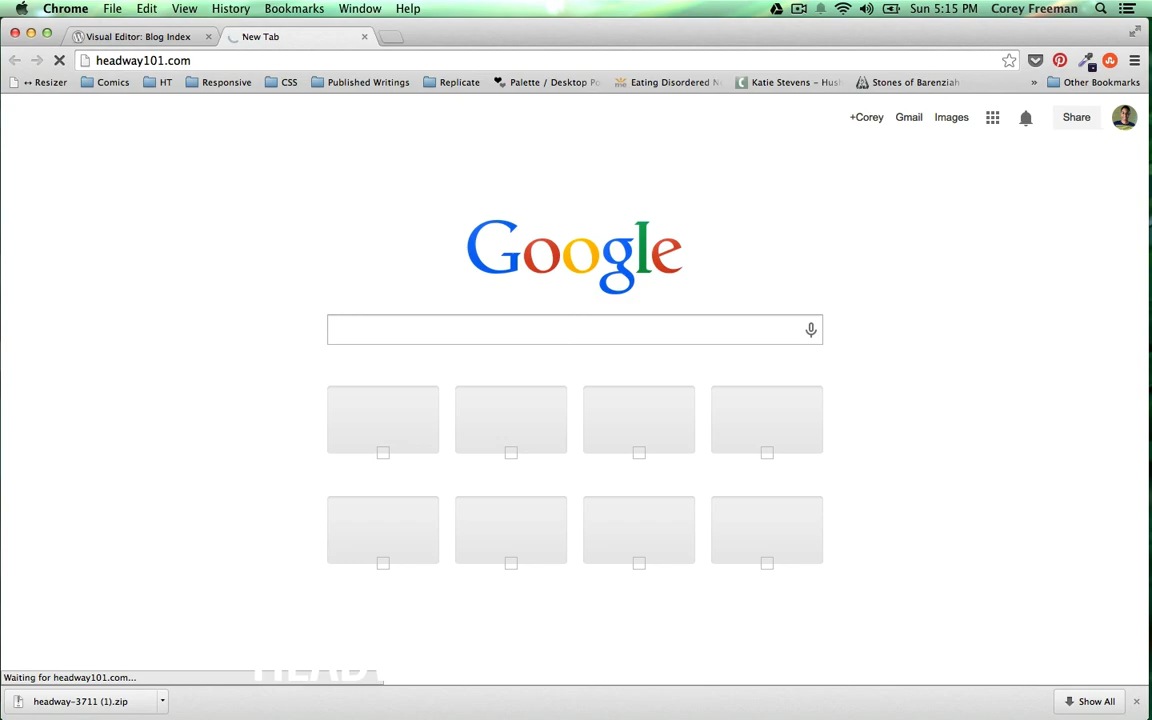 Chrome File Edit View History Bookmarks Window Help Sun 5:15 PM Corey Freeman
Visual Editor: Blog Index New Tab
headway101.com
↔ Resizer Comics HT Responsive CSS Published Writings Replicate Palette / Desktop Po Eating Disordered Katie Stevens - Hus Stones of Barenziah » Other Bookmarks
+Corey Gmail Images Share
Google
Waiting for headway101.com...
headway-3711 (1).zip Show All